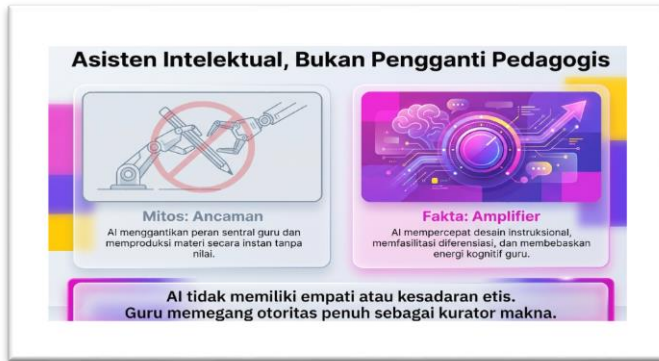 Asisten Intelektual, Bukan Pengganti Pedagogis
Mitos: Ancaman
AI menggantikan peran sentral guru dan
memproduksi materi secara instan tanpa
nilai.
Fakta: Amplifier
AI mempercepat desain instruksional,
memfasilitasi diferensiasi, dan membebaskan
energi kognitif guru.
AI tidak memiliki empati atau kesadaran etis.
Guru memegang otoritas penuh sebagai kurator makna.